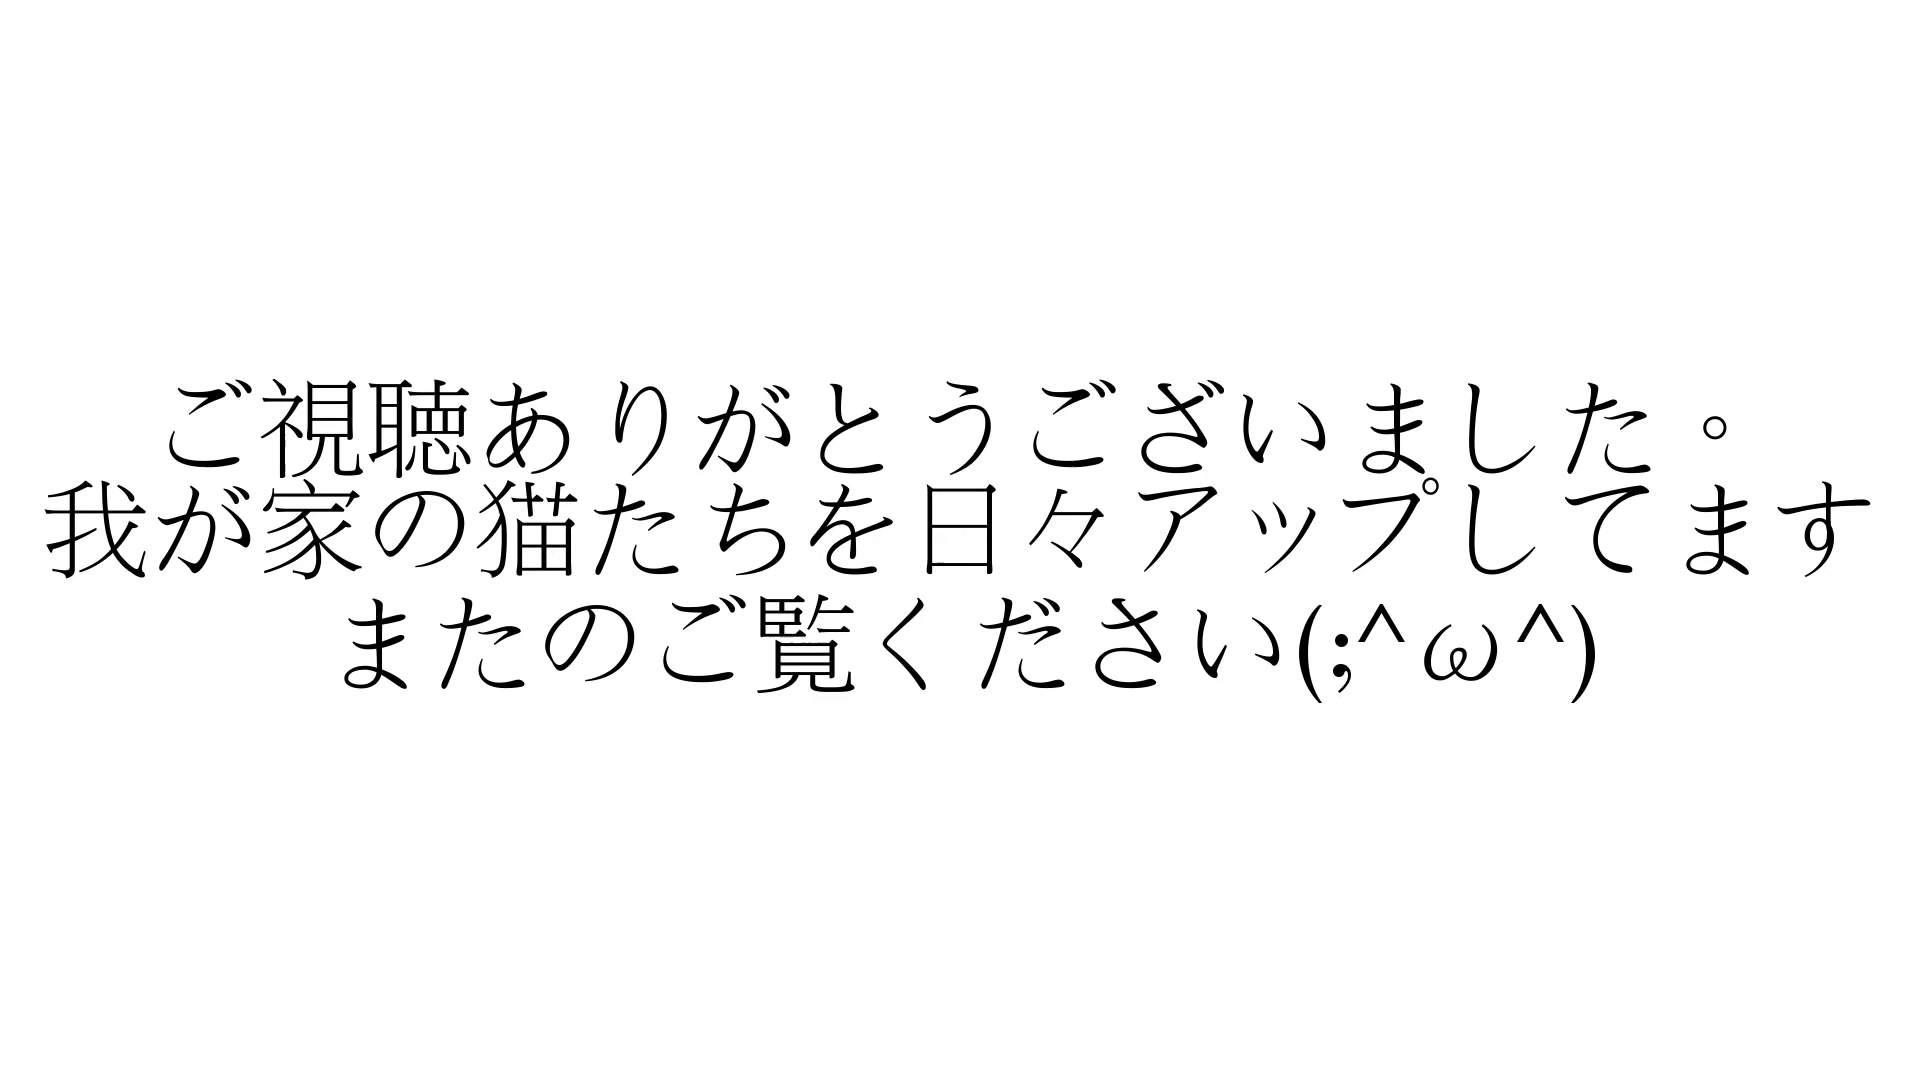 ご視聴ありがとうございました。
我が家の猫たちを日々アップしてます
またのご覧ください(;^ω^)